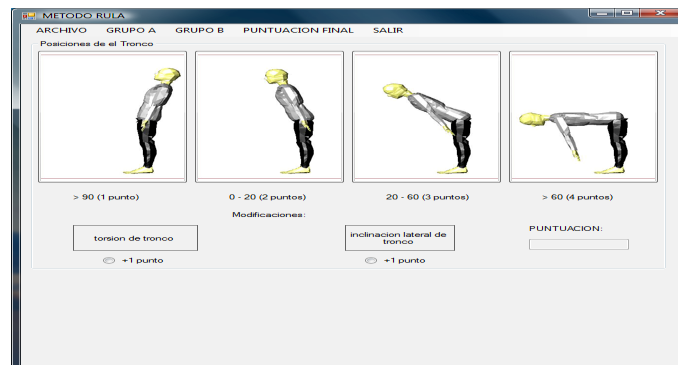 METODO RULA
ARCHIVO GRUPO A GRUPO B PUNTUACION FINAL SALIR
Posiciones de el Tronco
> 90 (1 punto) 0 - 20 (2 puntos) 20 - 60 (3 puntos) > 60 (4 puntos)
Modificaciones:
torsion de tronco
inclinacion lateral de
tronco
PUNTUACION:
+1 punto +1 punto